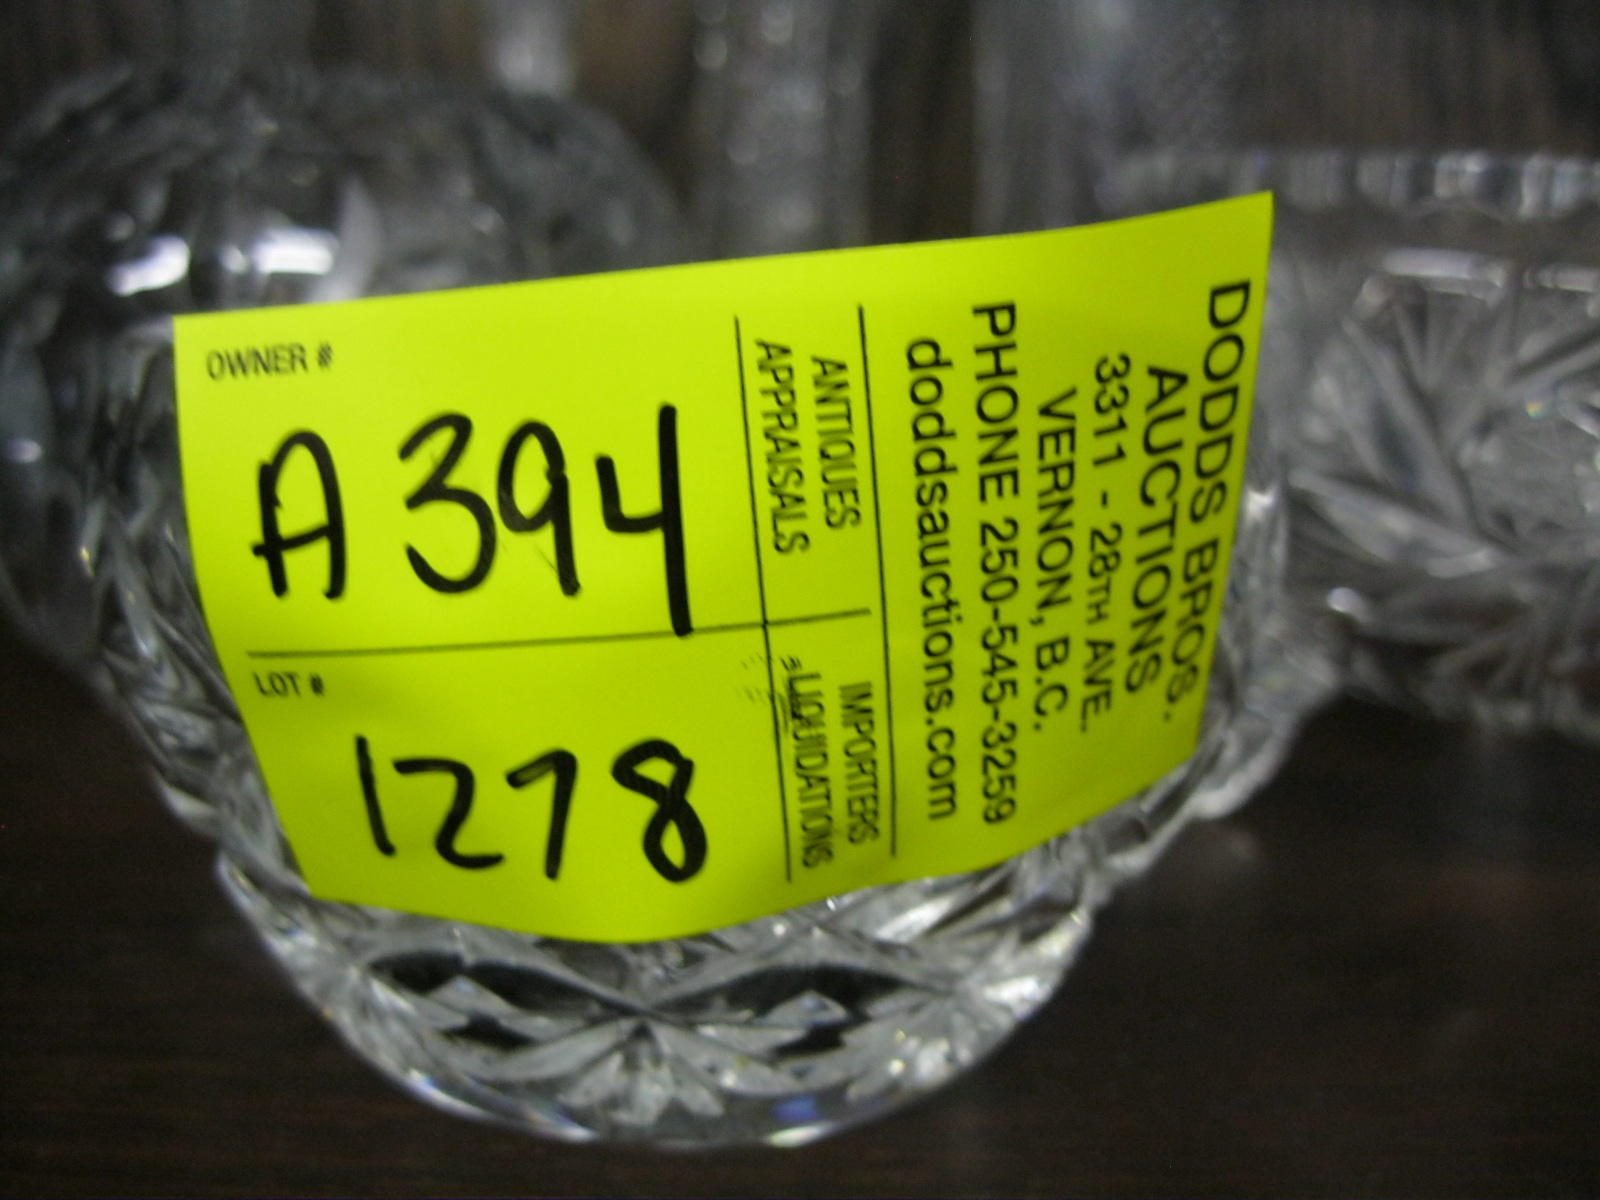 OWNER #
A 394
LOT #
1278
DODDS BROS.
AUCTIONS
3311 - 28TH AVE.
VERNON, B.C.
PHONE 250-545-3259
doddsauctions.com
ANTIQUES
APPRAISALS
IMPORTERS
LIQUIDATIONS